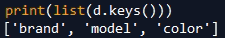 print(list(d.keys()))
['brand', 'model', 'color']